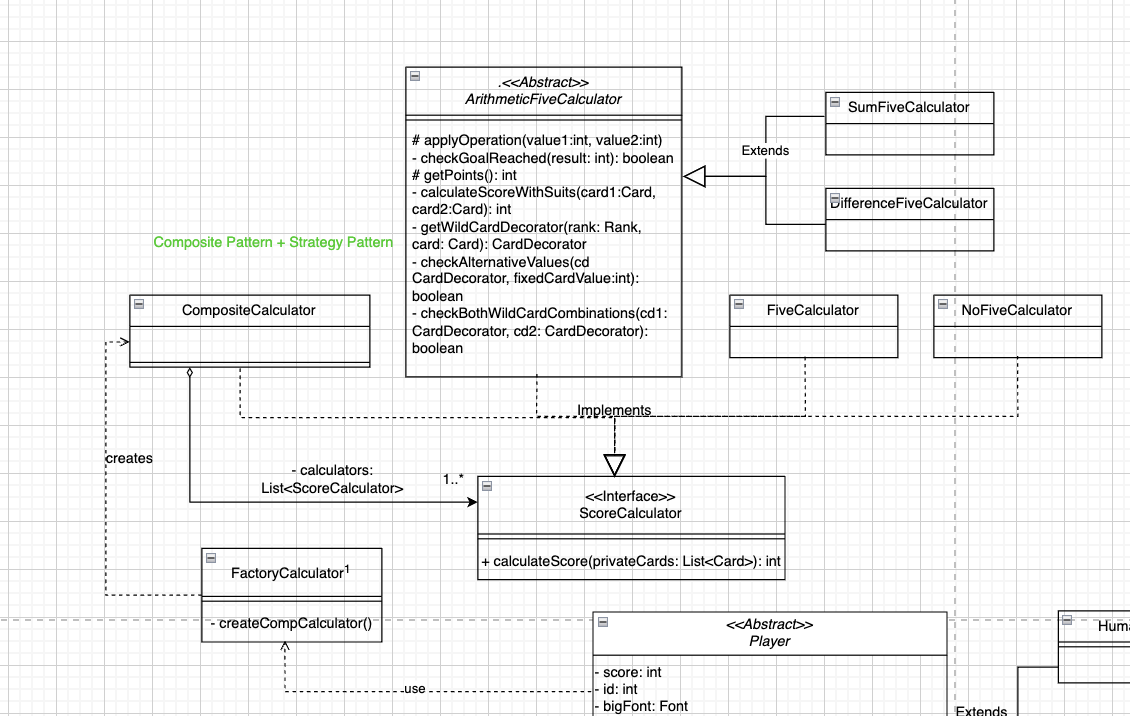 .<<Abstract>>
ArithmeticFiveCalculator
# applyOperation(value1:int, value2:int)
- checkGoalReached(result: int): boolean
# getPoints(): int
- calculateScoreWithSuits(card1:Card,
card2:Card): int
- getWildCardDecorator(rank: Rank,
card: Card): CardDecorator
- checkAlternativeValues(cd
CardDecorator, fixedCardValue:int):
boolean
- checkBothWildCardCombinations(cd1:
CardDecorator, cd2: CardDecorator):
boolean
SumFiveCalculator
Extends
DifferenceFiveCalculator
Composite Pattern + Strategy Pattern
CompositeCalculator
FiveCalculator
NoFiveCalculator
Implements
creates
- calculators:
List<ScoreCalculator>
1..*
<<Interface>>
ScoreCalculator
+ calculateScore(privateCards: List<Card>): int
FactoryCalculator1
- createCompCalculator()
use
<<Abstract>>
Player
- score: int
- id: int
- bigFont: Font
Hum
Extends